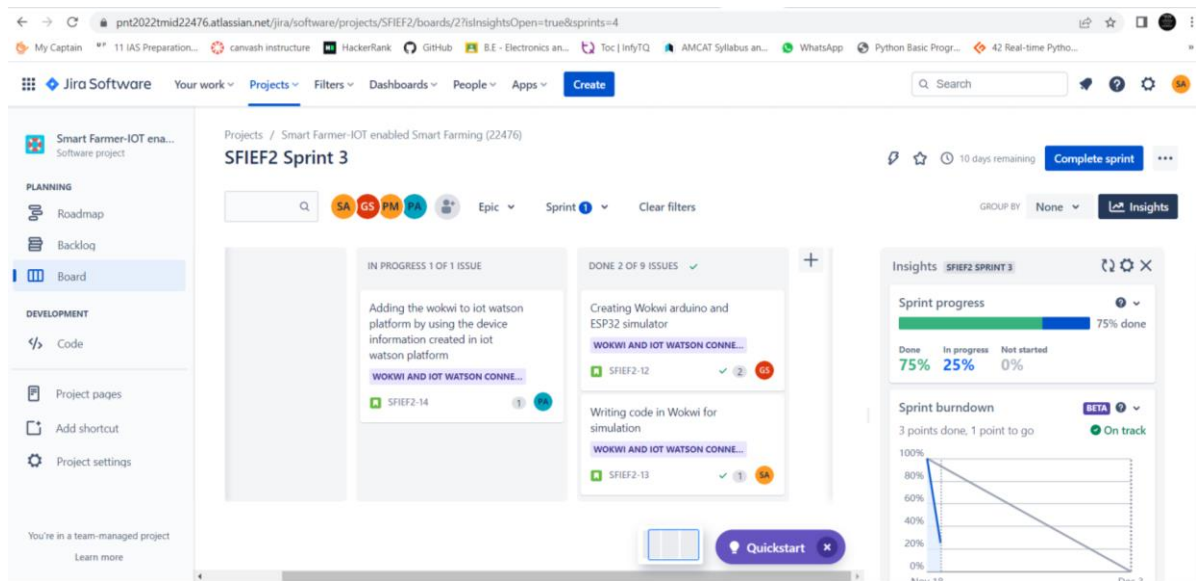 pnt2022tmid22476.atlassian.net/jira/software/projects/SFIEF2/boards/2?isInsightsOpen=true&sprints=4
My Captain 11 IAS Preparation... canvash instructure HackerRank GitHub B.E - Electronics an... Toc | InfyTQ AMCAT Syllabus an... WhatsApp Python Basic Progr... 42 Real-time Pytho... »
Jira Software Your work Projects Filters Dashboards People Apps Create Search SA
Smart Farmer-IOT ena...
Software project
PLANNING
Roadmap
Backlog
Board
DEVELOPMENT
Code
Project pages
Add shortcut
Project settings
You're in a team-managed project
Learn more
Projects / Smart Farmer-IOT enabled Smart Farming (22476)
SFIEF2 Sprint 3
10 days remaining Complete sprint
SA GS PM PA Epic Sprint 1 Clear filters
GROUP BY None Insights
IN PROGRESS 1 OF 1 ISSUE
Adding the wokwi to iot watson
platform by using the device
information created in iot
watson platform
WOKWI AND IOT WATSON CONNE...
SFIEF2-14 1 PA
DONE 2 OF 9 ISSUES
Creating Wokwi arduino and
ESP32 simulator
WOKWI AND IOT WATSON CONNE...
SFIEF2-12 2 GS
Writing code in Wokwi for
simulation
WOKWI AND IOT WATSON CONNE...
SFIEF2-13 1 SA
Quickstart
Insights SFIEF2 SPRINT 3
Sprint progress
75% done
Done In progress Not started
75% 25% 0%
Sprint burndown BETA
3 points done, 1 point to go On track
100%
80%
60%
40%
20%
0%